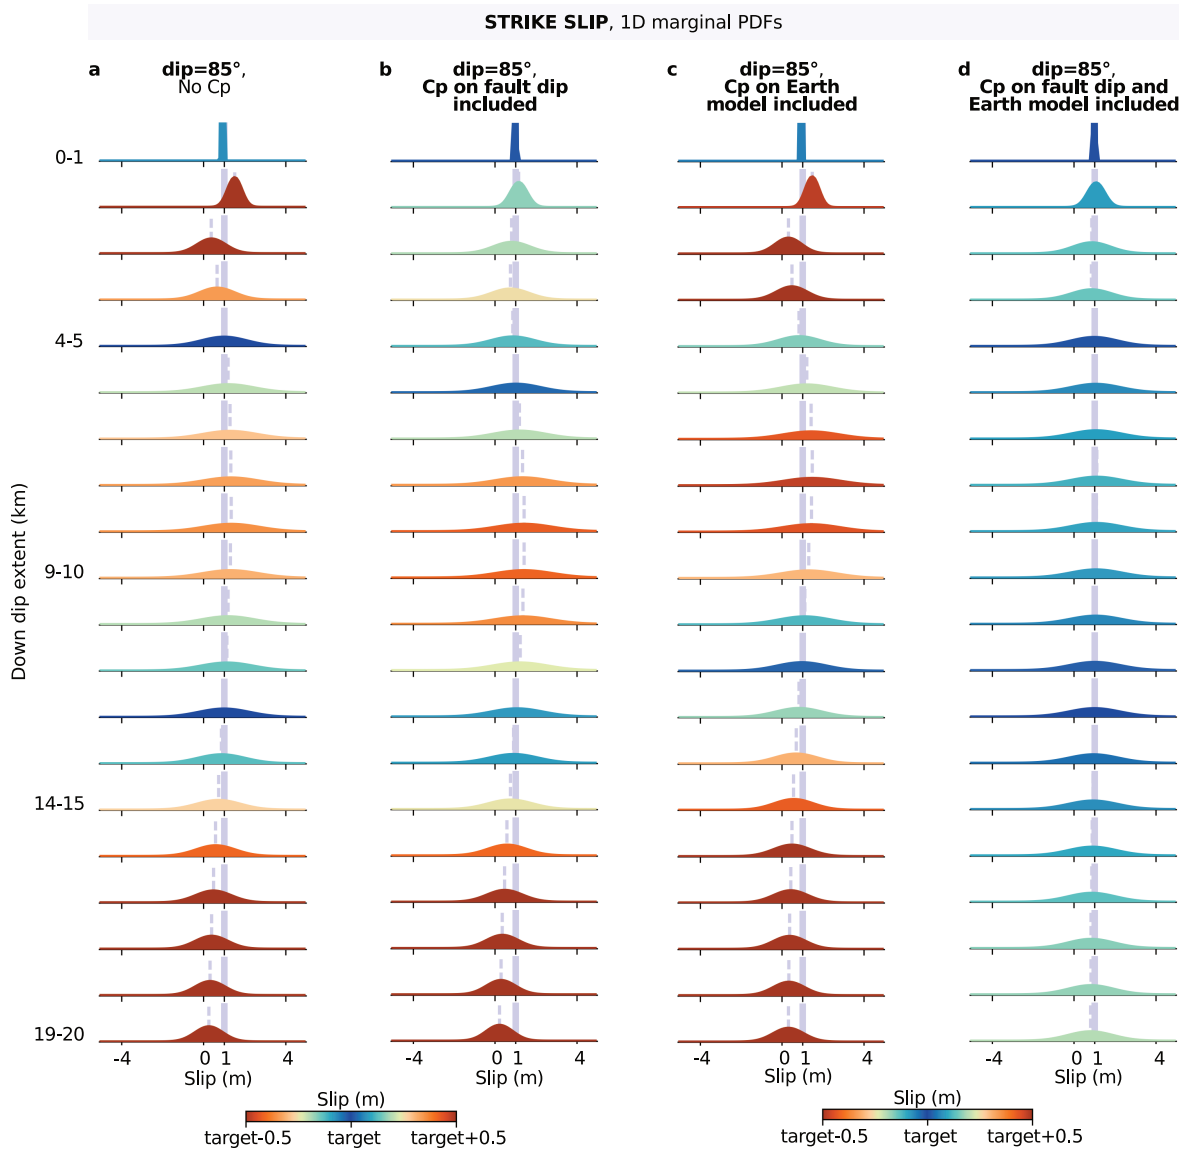 STRIKE SLIP, 1D marginal PDFs
a
dip=85°,
No Cp
b
dip=85°,
Cp on fault dip
included
c
dip=85°,
Cp on Earth
model included
d
dip=85°,
Cp on fault dip and
Earth model included
Down dip extent (km)
0-1
4-5
9-10
14-15
19-20
-4 0 1 4
Slip (m)
-4 0 1 4
Slip (m)
-4 0 1 4
Slip (m)
-4 0 1 4
Slip (m)
Slip (m)
target-0.5 target target+0.5
Slip (m)
target-0.5 target target+0.5